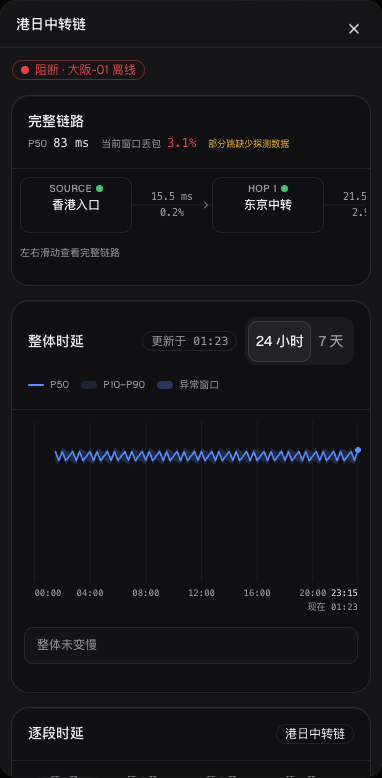 港日中转链
阻断 · 大阪-01 离线
完整链路
P50 83 ms 当前窗口丢包 3.1% 部分跳缺少探测数据
SOURCE
香港入口
15.5 ms
0.2%
HOP 1
东京中转
21.5
左右滑动查看完整链路
整体时延
更新于 01:23
24 小时
7 天
P50
P10–P90
异常窗口
00:00 04:00 08:00 12:00 16:00 20:00 23:15
现在 01:23
整体未变慢
逐段时延
港日中转链